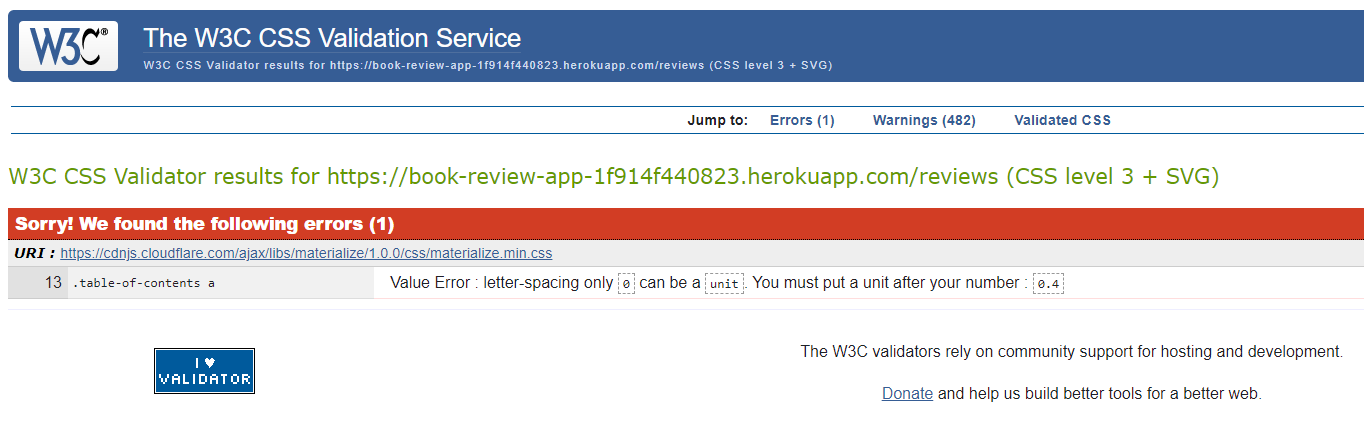 W3C® The W3C CSS Validation Service
W3C CSS Validator results for https://book-review-app-1f914f440823.herokuapp.com/reviews (CSS level 3 + SVG)
Jump to: Errors (1) Warnings (482) Validated CSS
W3C CSS Validator results for https://book-review-app-1f914f440823.herokuapp.com/reviews (CSS level 3 + SVG)
Sorry! We found the following errors (1)
URI : https://cdnjs.cloudflare.com/ajax/libs/materialize/1.0.0/css/materialize.min.css
13 .table-of-contents a Value Error : letter-spacing only 0 can be a unit. You must put a unit after your number : 0.4
I ♥
VALIDATOR
The W3C validators rely on community support for hosting and development.
Donate and help us build better tools for a better web.